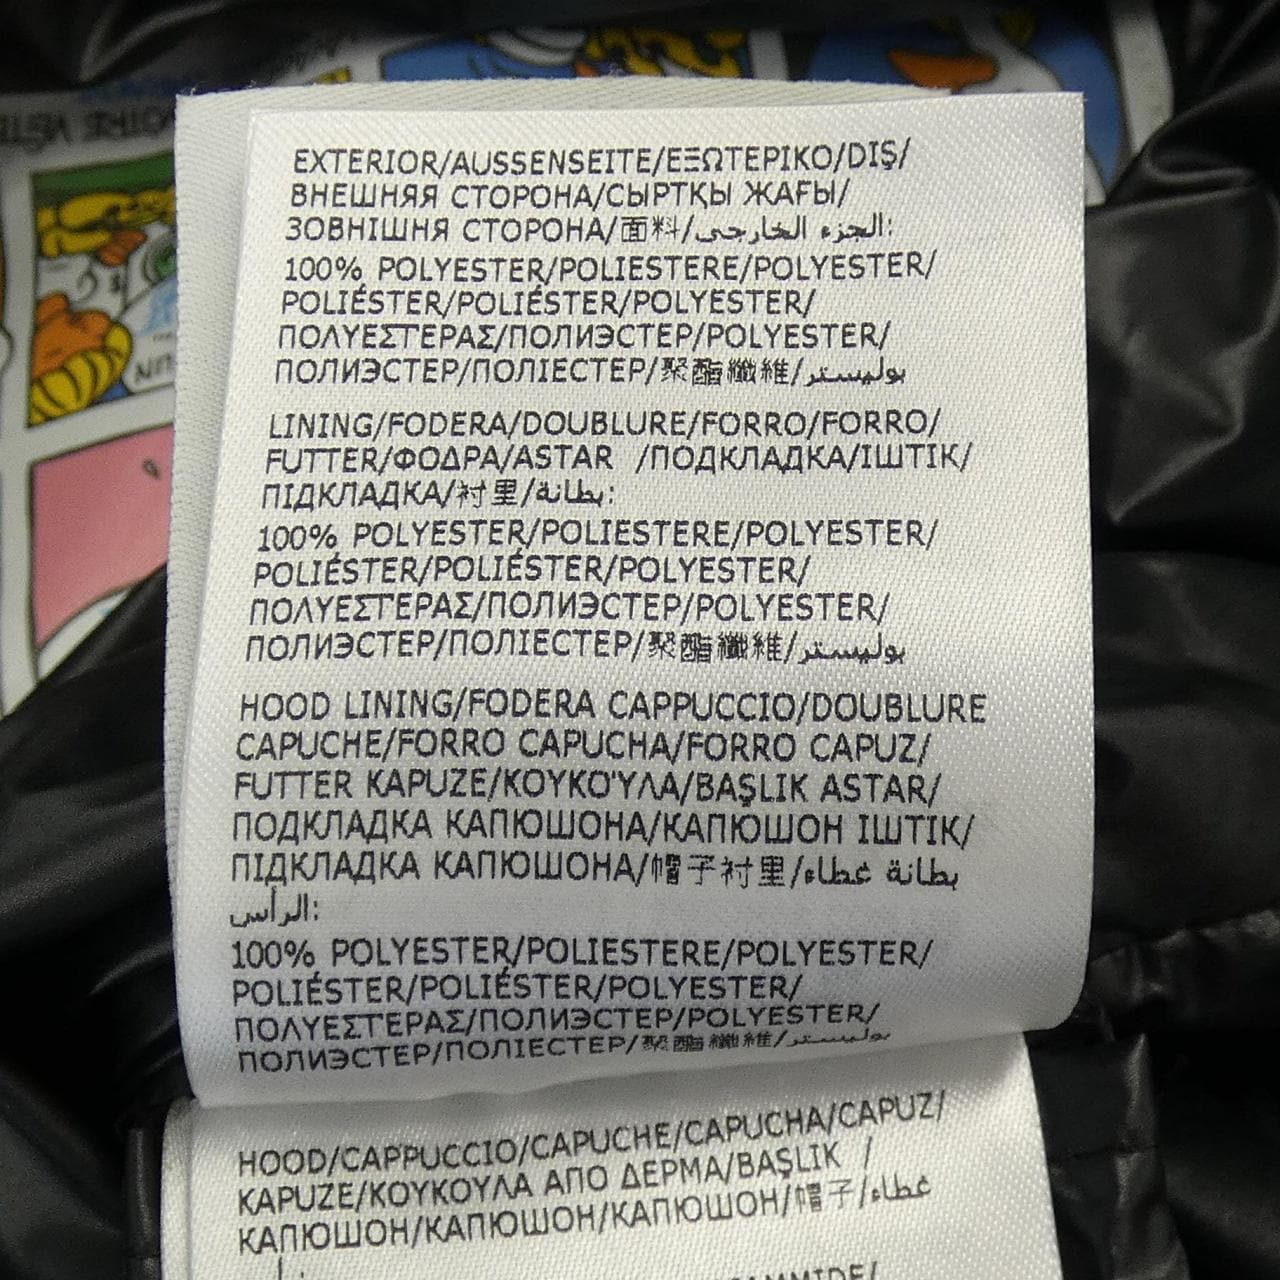 EXTERIOR/AUSSENSEITE/ΕΞΩΤΕΡΙΚΟ/DIŞ/
ВНЕШНЯЯ СТОРОНА/СЫРТҚЫ ЖАҒЫ/
ЗОВНІШНЯ СТОРОНА/面料/الجزء الخارجي:
100% POLYESTER/POLIESTERE/POLYESTER/
POLIÉSTER/POLIÉSTER/POLYESTER/
ΠΟΛΥΕΣΤΕΡΑΣ/ПОЛИЭСТЕР/POLYESTER/
ПОЛИЭСТЕР/ПОЛІЕСТЕР/聚酯纖維/بوليستر
LINING/FODERA/DOUBLURE/FORRO/FORRO/
FUTTER/ΦΟΔΡΑ/ASTAR /ПОДКЛАДКА/ІШТІК/
ПІДКЛАДКА/衬里/بطانة:
100% POLYESTER/POLIESTERE/POLYESTER/
POLIÉSTER/POLIÉSTER/POLYESTER/
ΠΟΛΥΕΣΤΕΡΑΣ/ПОЛИЭСТЕР/POLYESTER/
ПОЛИЭСТЕР/ПОЛІЕСТЕР/聚酯纖維/بوليستر
HOOD LINING/FODERA CAPPUCCIO/DOUBLURE
CAPUCHE/FORRO CAPUCHA/FORRO CAPUZ/
FUTTER KAPUZE/ΚΟΥΚΟΎΛΑ/BAŞLIK ASTAR/
ПОДКЛАДКА КАПЮШОНА/КАПЮШОН ІШТІК/
ПІДКЛАДКА КАПЮШОНА/帽子衬里/بطانة غطاء
الرأس:
100% POLYESTER/POLIESTERE/POLYESTER/
POLIÉSTER/POLIÉSTER/POLYESTER/
ΠΟΛΥΕΣΤΕΡΑΣ/ПОЛИЭСТЕР/POLYESTER/
ПОЛИЭСТЕР/ПОЛІЕСТЕР/聚酯纖維/بوليستر
HOOD/CAPPUCCIO/CAPUCHE/CAPUCHA/CAPUZ/
KAPUZE/ΚΟΥΚΟΥΛΑ ΑΠΟ ΔΕΡΜΑ/BAŞLIK /
КАПЮШОН/КАПЮШОН/КАПЮШОН/帽子/غطاء